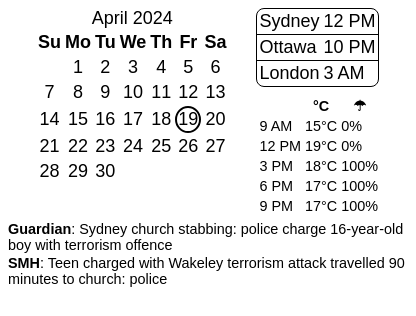 April 2024
Su Mo Tu We Th Fr Sa
1 2 3 4 5 6
7 8 9 10 11 12 13
14 15 16 17 18 19 20
21 22 23 24 25 26 27
28 29 30
Sydney 12 PM
Ottawa 10 PM
London 3 AM
°C ☂
9 AM 15°C 0%
12 PM 19°C 0%
3 PM 18°C 100%
6 PM 17°C 100%
9 PM 17°C 100%
Guardian: Sydney church stabbing: police charge 16-year-old
boy with terrorism offence
SMH: Teen charged with Wakeley terrorism attack travelled 90
minutes to church: police